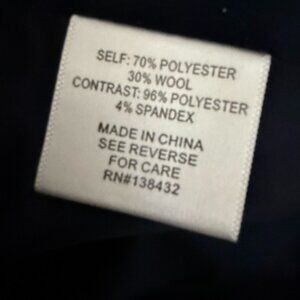 SELF: 70% POLYESTER
30% WOOL
CONTRAST: 96% POLYESTER
4% SPANDEX
MADE IN CHINA
SEE REVERSE
FOR CARE
RN#138432